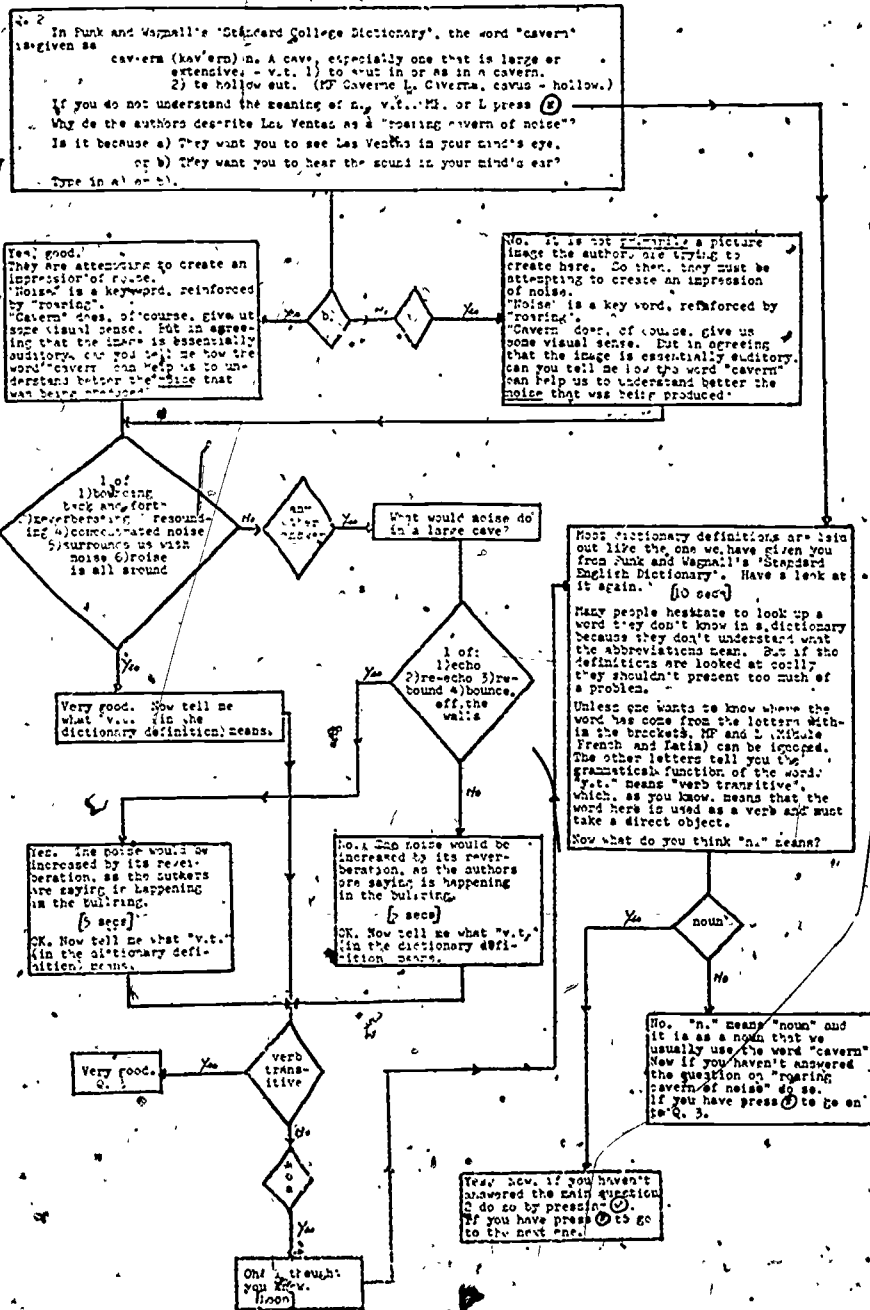 Q. 2
In Funk and Wagnall's 'Standard College Dictionary', the word "cavern"
is given as
cav·ern (kav'ern) n. A cave, especially one that is large or
extensive. - v.t. 1) to shut in or as in a cavern.
2) to hollow out. (MF Caverne L. Caverna, cavus - hollow.)
If you do not understand the meaning of n., v.t., MF, or L press
Why do the authors describe Las Ventas as a "roaring cavern of noise"?
Is it because a) They want you to see Las Ventas in your mind's eye.
or b) They want you to hear the sound in your mind's ear?
Type in a) or b).
Yes, good.
They are attempting to create an
impression of noise.
"Noise" is a key word, reinforced
by "roaring".
"Cavern" does, of course, give us
some visual sense. But in agree-
ing that the image is essentially
auditory, can you tell me how the
word "cavern" can help us to un-
derstand better the noise that
was being produced
Yes
b
No
Yes
No. It is not primarily a picture
image the authors are trying to
create here. So then, they must be
attempting to create an impression
of noise.
"Noise" is a key word, reinforced by
"roaring".
"Cavern" does, of course, give us
some visual sense. But in agreeing
that the image is essentially auditory,
can you tell me how the word "cavern"
can help us to understand better the
noise that was being produced
1 of
1)bouncing
back and forth
2)reverberating resound-
ing 4)concentrated noise
5)surrounds us with
noise 6)noise
is all around
No
any
other
answer
Yes
What would noise do
in a large cave?
Yes
Very good. Now tell me
what "v.t." (in the
dictionary definition) means.
Yes
1 of:
1)echo
2)re-echo 3)re-
bound 4)bounce
off the
walls
No
Yes. The noise would be
increased by its rever-
beration, as the authors
are saying is happening
in the bullring.
secs]
OK. Now tell me what "v.t."
(in the dictionary defi-
nition) means.
No. The noise would be
increased by its rever-
beration, as the authors
are saying is happening
in the bullring.
secs]
OK. Now tell me what "v.t."
(in the dictionary defi-
nition) means.
Most dictionary definitions are laid
out like the one we have given you
from Funk and Wagnall's 'Standard
English Dictionary'. Have a look at
it again. [10 secs]
Many people hesitate to look up a
word they don't know in a dictionary
because they don't understand what
the abbreviations mean. But if the
definitions are looked at coolly
they shouldn't present too much of
a problem.
Unless one wants to know where the
word has come from the letters with-
in the brackets, MF and L (Middle
French and Latin) can be ignored.
The other letters tell you the
grammatical function of the word.
"v.t." means "verb transitive",
which, as you know, means that the
word here is used as a verb and must
take a direct object.
Now what do you think "n." means?
Yes
noun
No
Very good.
Q.
Yes
verb
trans-
itive
No
Yes
Oh! I thought
you knew.
No. "n." means "noun" and
it is as a noun that we
usually use the word "cavern"
Now if you haven't answered
the question on "roaring
cavern of noise" do so.
If you have press to go on
to Q. 3.
Yes, now, if you haven't
answered the main question
2 do so by pressing
If you have press to go
to the next one.